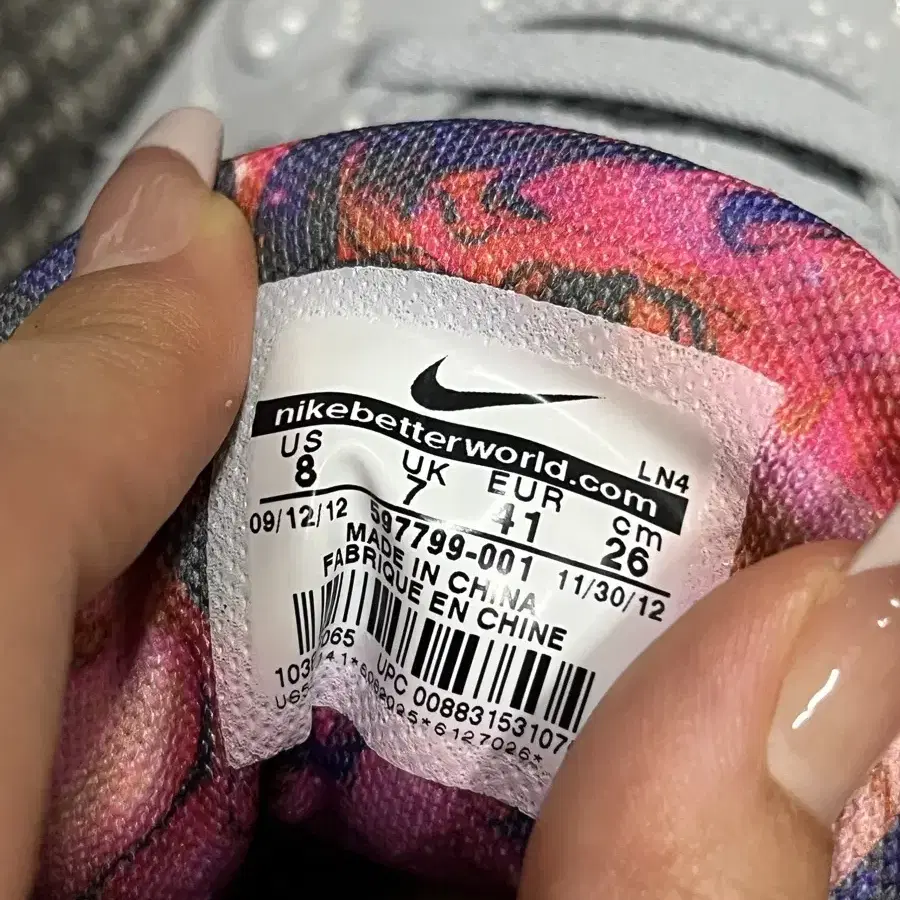 nikebetterworld.com
LN4
US UK EUR cm
8 7 41 26
09/12/12 597799-001 11/30/12
MADE IN CHINA
FABRIQUÉ EN CHINE
UPC 00883153107